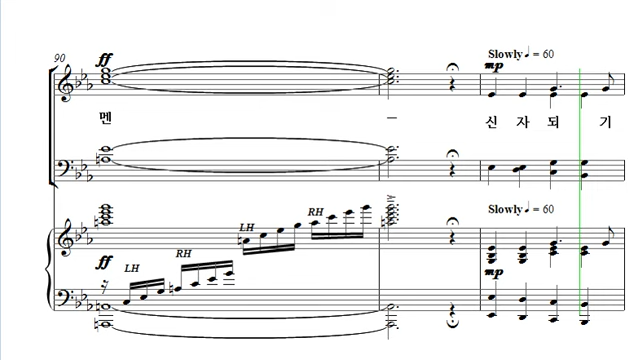 90
ff
Slowly ♩ = 60
mp
멘 – 신 자 되 기
Slowly ♩ = 60
LH
RH
LH
RH
ff
mp